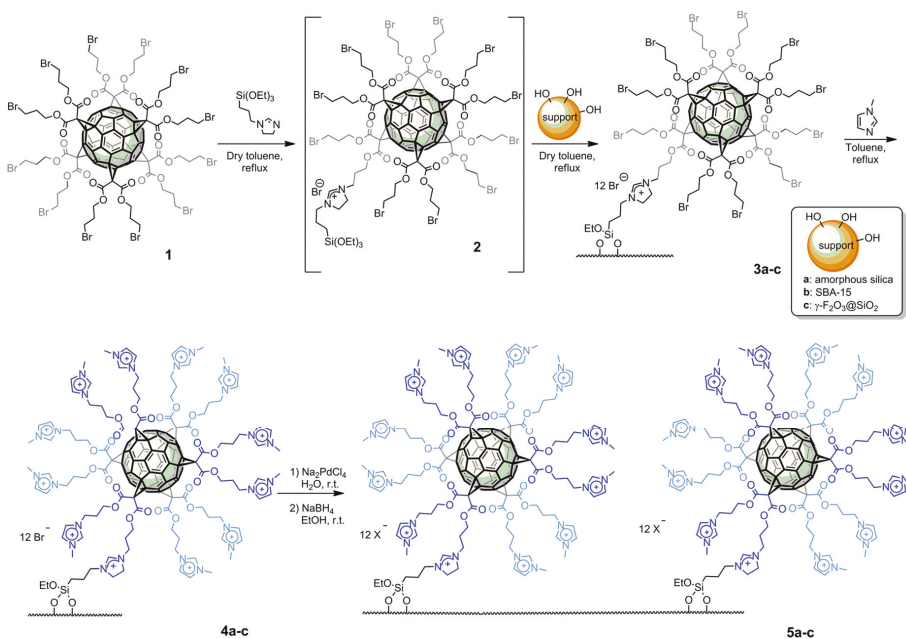 Br
Br
Br
Br
Br
Br
Br
Br
Br
Br
Br
Br
1
Si(OEt)3
N
N
Dry toluene,
reflux
Br
Br
Br
Br
Br
Br
Br
Br
Br
Br
Br
Br⊖
N
N
Si(OEt)3
2
HO
OH
OH
support
Dry toluene,
reflux
Br
Br
Br
Br
Br
Br
Br
Br
Br
Br
Br
12 Br⊖
N
N
EtO
Si
O
O
3a-c
N
N
Toluene,
reflux
HO
OH
OH
support
a: amorphous silica
b: SBA-15
c: γ-F2O3@SiO2
12 Br−
EtO
Si
O
O
4a-c
1) Na2PdCl4
H2O, r.t.
2) NaBH4
EtOH, r.t.
12 X−
EtO
Si
O
O
12 X−
EtO
Si
O
O
5a-c